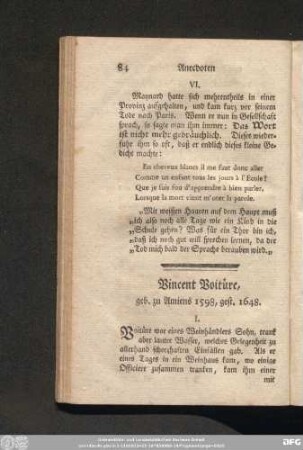 84 Anecdoten
VI.
Maynard hatte sich mehrentheils in einer
Provinz aufgehalten, und kam kurz vor seinem
Tode nach Paris. Wenn er nun in Gesellschaft
sprach, so sagte man ihm immer: Das Wort
ist nicht mehr gebräuchlich. Dieses wieder-
fuhr ihm so oft, daß er endlich dieses kleine Ge-
dicht machte:
En cheveux blancs il me faut donc aller
Comme un enfant tous les jours à l'Ecole?
Que je suis fou d'apprendre à bien parler,
Lorsque la mort vient m'oter la parole.
„Mit weissen Haaren auf dem Haupt muß
„ich also noch alle Tage wie ein Kind in die
„Schule gehen? Was für ein Thor bin ich,
„daß ich noch gut will sprechen lernen, da der
„Tod mich bald der Sprache berauben wird.„
Vincent Voitüre,
geb. zu Amiens 1598, gest. 1648.
I.
Voitüre war eines Weinhändlers Sohn, trank
aber lauter Wasser, welches Gelegenheit zu
allerhand scherzhaften Einfällen gab. Als er
eines Tages in ein Weinhaus kam, wo einige
Officiere zusammen tranken, kam ihm einer
mit